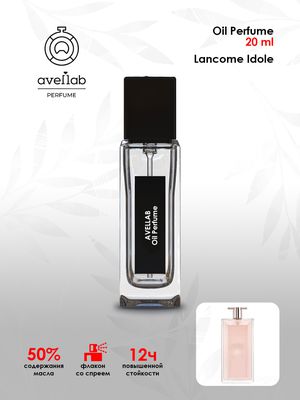 avellab
PERFUME
Oil Perfume
20 ml
Lancome Idole
AVELLAB
Oil Perfume
50%
содержания
масла
флакон
со спреем
12ч
повышенной
стойкости